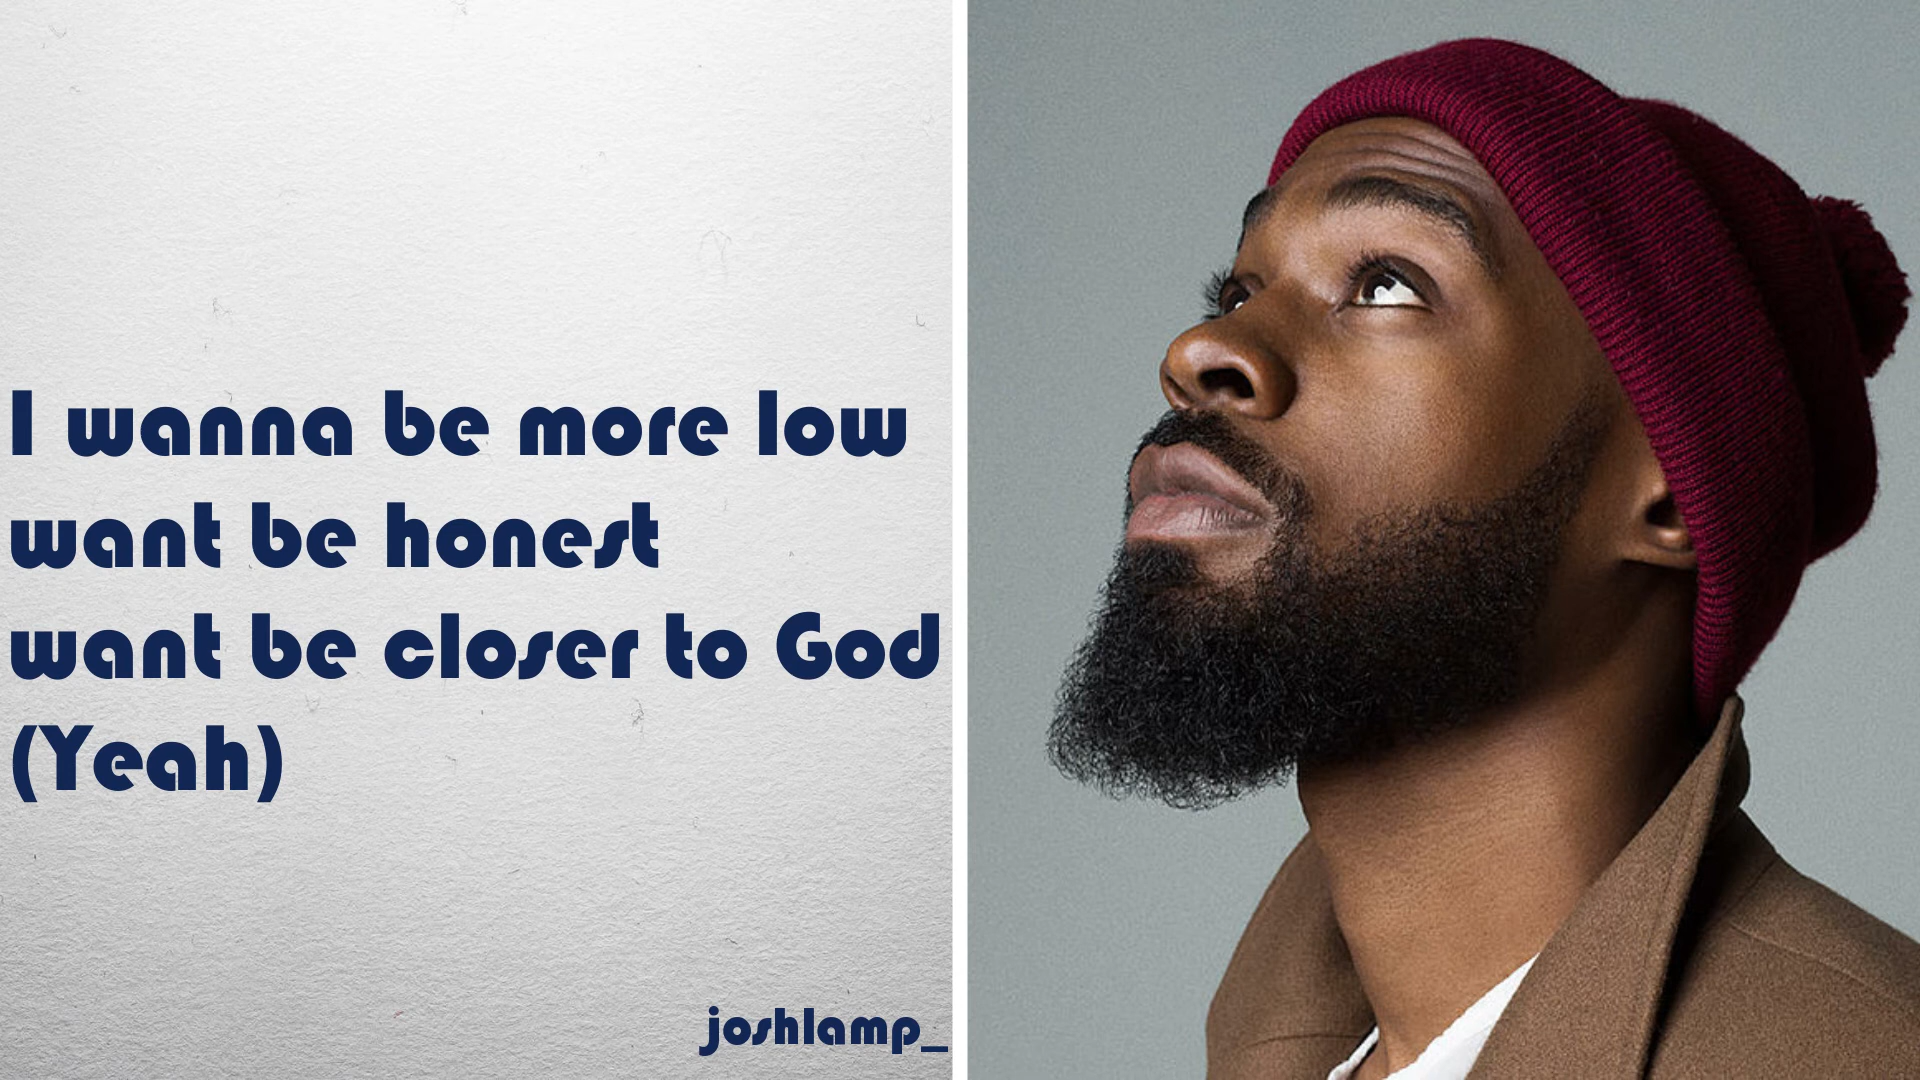 I wanna be more low
want be honest
want be closer to God
(Yeah)
joshlamp_